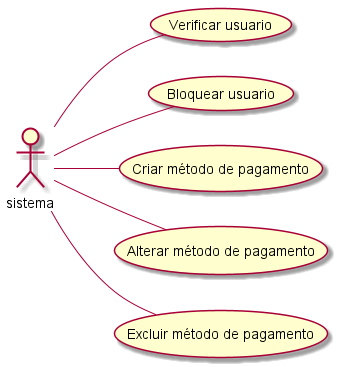 Verificar usuario
Bloquear usuario
Criar método de pagamento
sistema
Alterar método de pagamento
Excluir método de pagamento